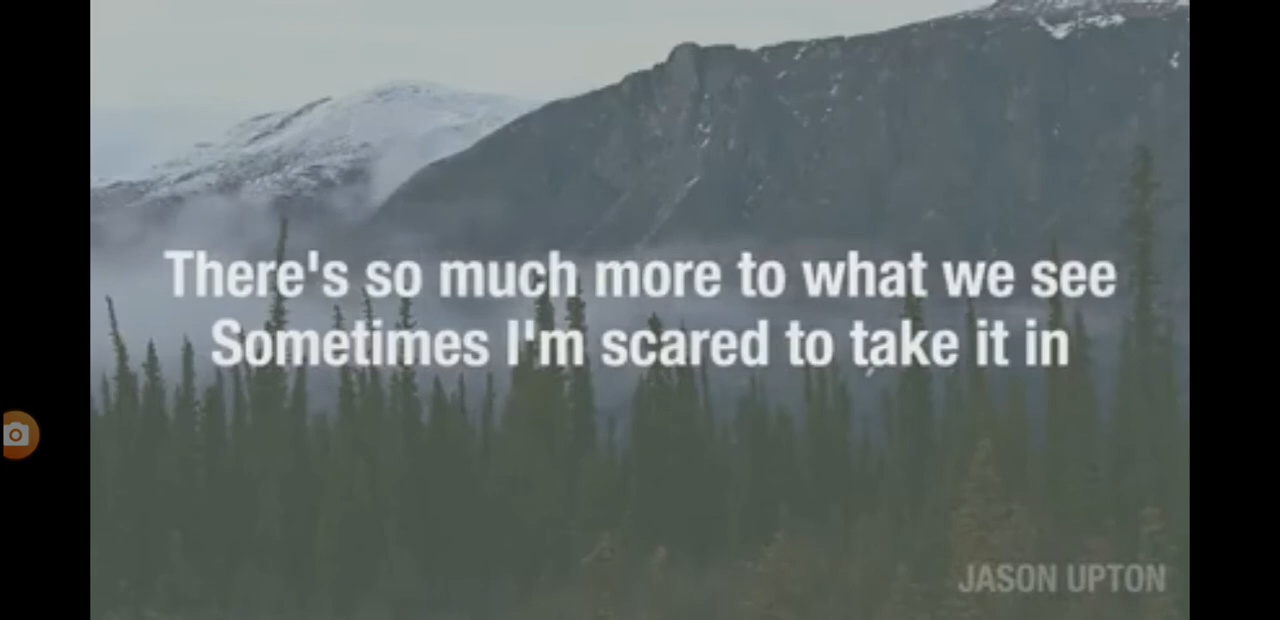 There's so much more to what we see
Sometimes I'm scared to take it in
JASON UPTON